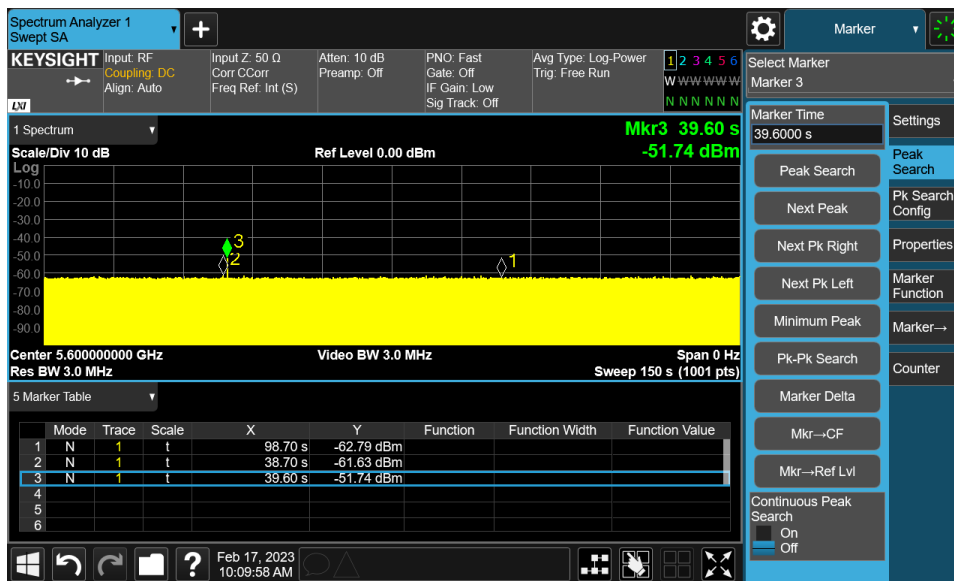 Spectrum Analyzer 1
Swept SA
+
Marker
KEYSIGHT
Input: RF
Coupling: DC
Align: Auto
Input Z: 50 Ω
Corr CCorr
Freq Ref: Int (S)
Atten: 10 dB
Preamp: Off
PNO: Fast
Gate: Off
IF Gain: Low
Sig Track: Off
Avg Type: Log-Power
Trig: Free Run
1 2 3 4 5 6
W W W W W W
N N N N N N
LXI
Select Marker
Marker 3
1 Spectrum
Mkr3 39.60 s
-51.74 dBm
Scale/Div 10 dB
Ref Level 0.00 dBm
Log
-10.0
-20.0
-30.0
-40.0
-50.0
-60.0
-70.0
-80.0
-90.0
3
2
1
Center 5.600000000 GHz
Video BW 3.0 MHz
Span 0 Hz
Res BW 3.0 MHz
Sweep 150 s (1001 pts)
5 Marker Table
Mode Trace Scale X Y Function Function Width Function Value
1 N 1 t 98.70 s -62.79 dBm
2 N 1 t 38.70 s -61.63 dBm
3 N 1 t 39.60 s -51.74 dBm
4
5
6
Marker Time
39.6000 s
Peak Search
Next Peak
Next Pk Right
Next Pk Left
Minimum Peak
Pk-Pk Search
Marker Delta
Mkr→CF
Mkr→Ref Lvl
Continuous Peak
Search
On
Off
Settings
Peak
Search
Pk Search
Config
Properties
Marker
Function
Marker→
Counter
?
Feb 17, 2023
10:09:58 AM